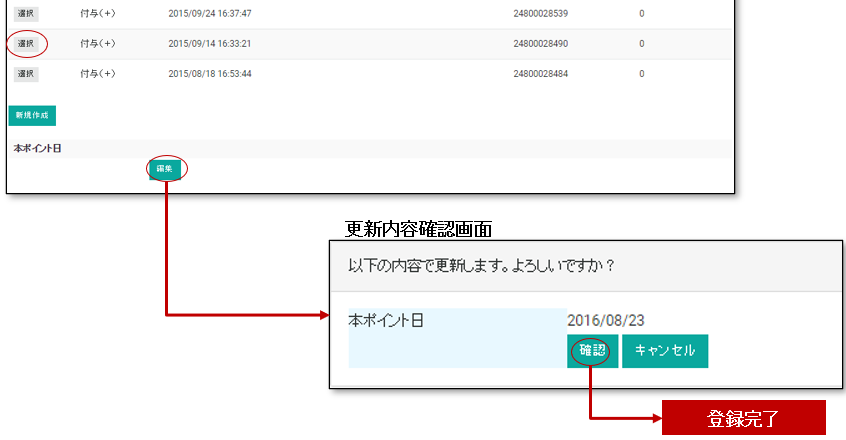 選択 付与(+) 2015/09/24 16:37:47 24800028539 0
選択 付与(+) 2015/09/14 16:33:21 24800028490 0
選択 付与(+) 2015/08/18 16:53:44 24800028484 0
新規作成
本ポイント日
編集
更新内容確認画面
以下の内容で更新します。よろしいですか？
本ポイント日 2016/08/23
確認 キャンセル
登録完了